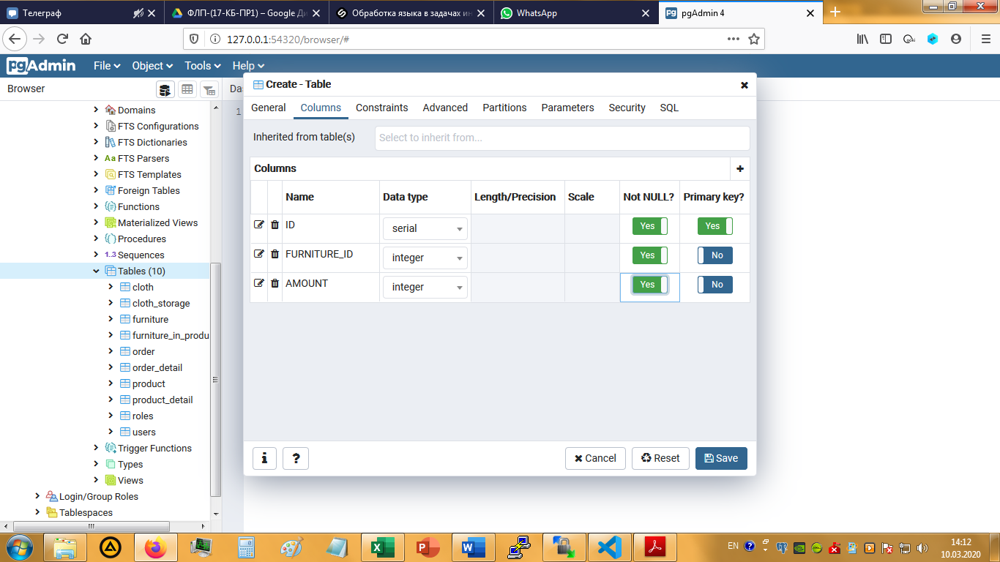 Телеграф
ФЛП-(17-КБ-ПР1) – Google Ди
Обработка языка в задачах ин
WhatsApp
pgAdmin 4
127.0.0.1:54320/browser/#
pgAdmin
File
Object
Tools
Help
Browser
Da
1
Domains
FTS Configurations
FTS Dictionaries
Aa FTS Parsers
FTS Templates
Foreign Tables
Functions
Materialized Views
Procedures
1..3 Sequences
Tables (10)
cloth
cloth_storage
furniture
furniture_in_produ
order
order_detail
product
product_detail
roles
users
Trigger Functions
Types
Views
Login/Group Roles
Tablespaces
Create - Table
General Columns Constraints Advanced Partitions Parameters Security SQL
Inherited from table(s) Select to inherit from...
Columns
Name Data type Length/Precision Scale Not NULL? Primary key?
ID serial Yes Yes
FURNITURE_ID integer Yes No
AMOUNT integer Yes No
i ? Cancel Reset Save
EN
14:12
10.03.2020